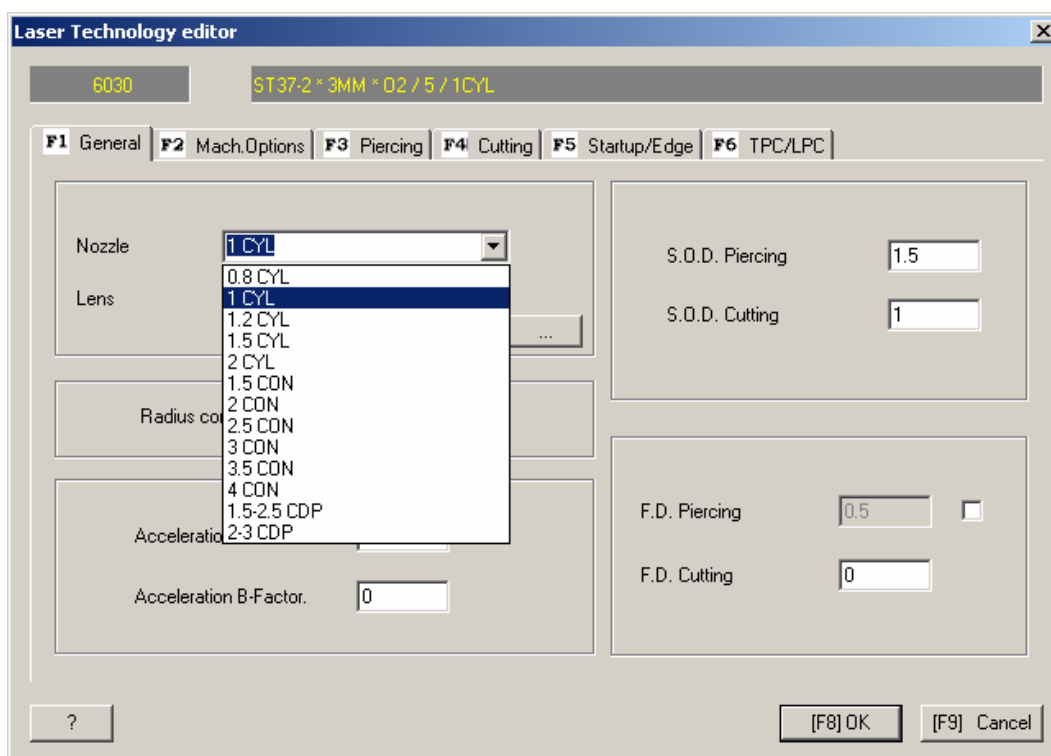 Laser Technology editor
6030
ST37-2 * 3MM * O2 / 5 / 1CYL
F1 General F2 Mach.Options F3 Piercing F4 Cutting F5 Startup/Edge F6 TPC/LPC
Nozzle 1 CYL
0.8 CYL
Lens 1 CYL
1.2 CYL
1.5 CYL
...
2 CYL
1.5 CON
2 CON
Radius co
2.5 CON
3 CON
3.5 CON
4 CON
1.5-2.5 CDP
Acceleratio 2-3 CDP
Acceleration B-Factor. 0
S.O.D. Piercing 1.5
S.O.D. Cutting 1
F.D. Piercing 0.5
F.D. Cutting 0
? [F8] OK [F9] Cancel